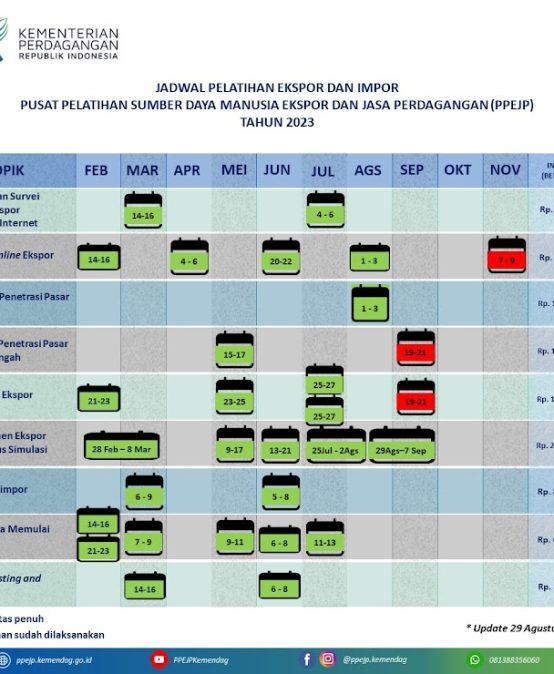 KEMENTERIAN
PERDAGANGAN
REPUBLIK INDONESIA
JADWAL PELATIHAN EKSPOR DAN IMPOR
PUSAT PELATIHAN SUMBER DAYA MANUSIA EKSPOR DAN JASA PERDAGANGAN (PPEJP)
TAHUN 2023
OPIK FEB MAR APR MEI JUN JUL AGS SEP OKT NOV
an Survei
spor
Internet
14-16 4 - 6
Rp.
nline Ekspor 14-16 4 - 6 20-22 1 - 3 7 - 9 Rp.
Penetrasi Pasar 1 - 3 Rp. 1
Penetrasi Pasar
ngah
15-17 19-21 Rp. 1
Ekspor 21-23 23-25 25-27 25-27 19-21 Rp. 1
en Ekspor
us Simulasi
28 Feb – 8 Mar 9-17 13-21 25Jul - 2Ags 29Ags–7 Sep Rp. 2
impor 6 - 9 5 - 8 Rp.
a Memulai 14-16 21-23 7 - 9 9-11 6 - 8 11-13 Rp.
sting and 14-16 6 - 8 Rp.
itas penuh
han sudah dilaksanakan
* Update 29 Agustu
ppejp.kemendag.go.id PPEJPKemendag @ppejp.kemendag 081388356060